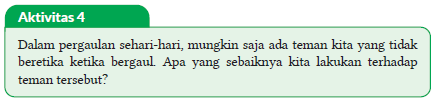 Aktivitas 4
Dalam pergaulan sehari-hari, mungkin saja ada teman kita yang tidak
beretika ketika bergaul. Apa yang sebaiknya kita lakukan terhadap
teman tersebut?